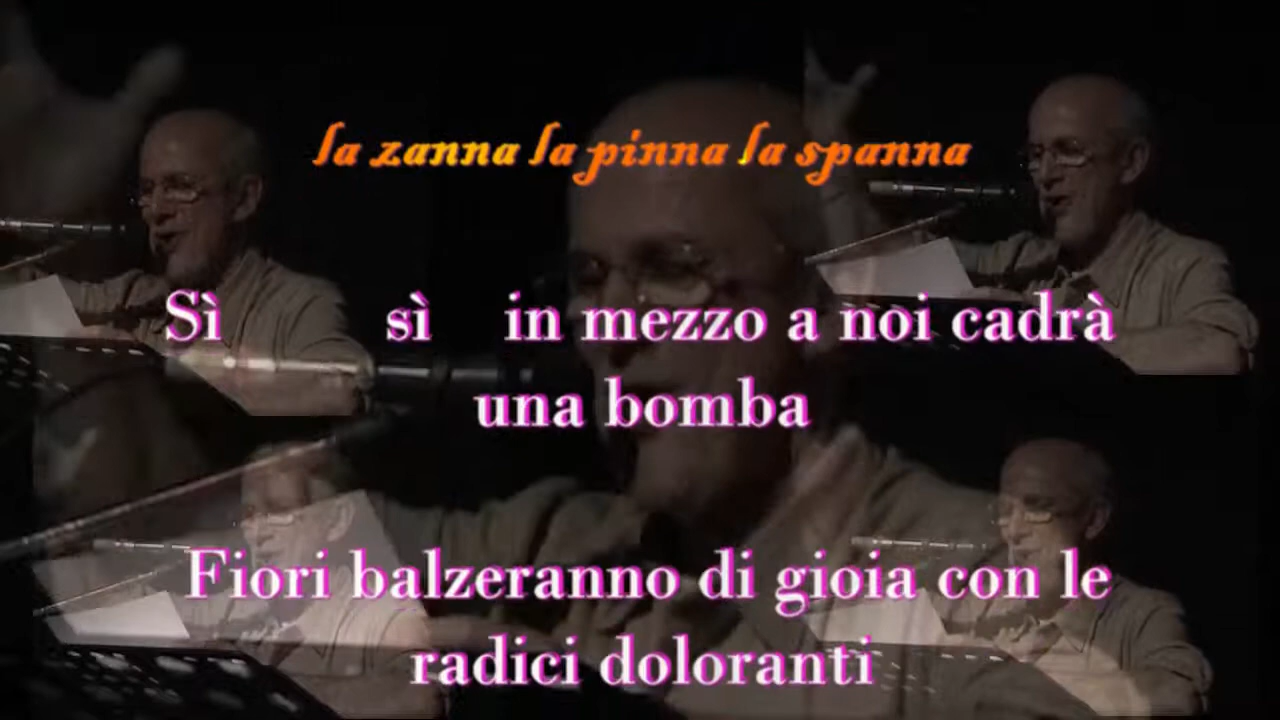 la zanna la pinna la spanna
Sì sì in mezzo a noi cadrà
una bomba
Fiori balzeranno di gioia con le
radici doloranti